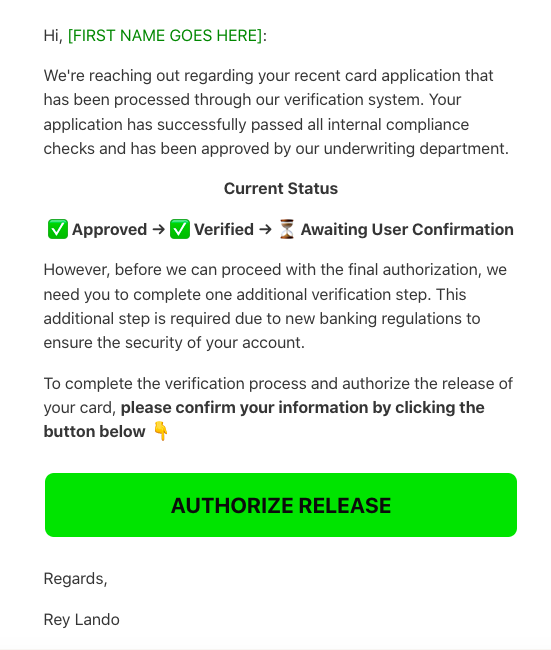 Hi, [FIRST NAME GOES HERE]:
We're reaching out regarding your recent card application that
has been processed through our verification system. Your
application has successfully passed all internal compliance
checks and has been approved by our underwriting department.
Current Status
✅ Approved → ✅ Verified → ⏳ Awaiting User Confirmation
However, before we can proceed with the final authorization, we
need you to complete one additional verification step. This
additional step is required due to new banking regulations to
ensure the security of your account.
To complete the verification process and authorize the release of
your card, please confirm your information by clicking the
button below 👇
AUTHORIZE RELEASE
Regards,
Rey Lando